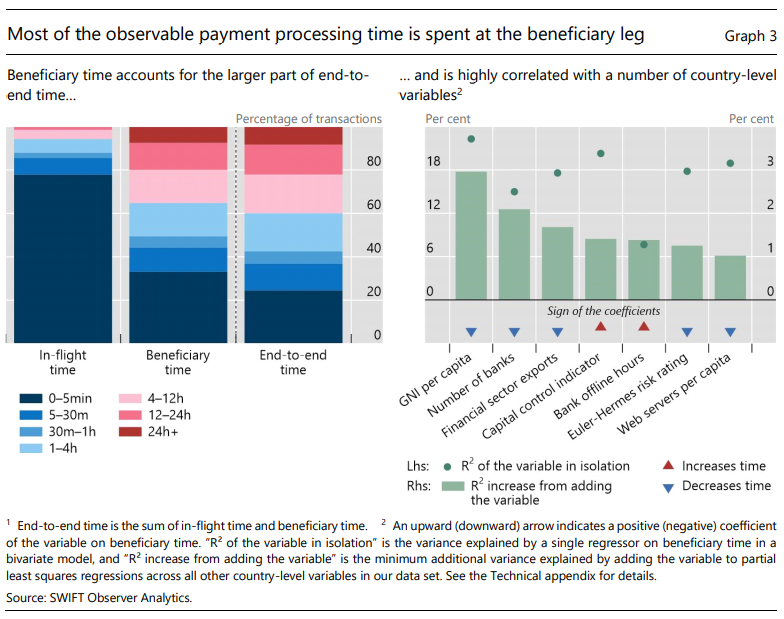 Most of the observable payment processing time is spent at the beneficiary leg
Graph 3
Beneficiary time accounts for the larger part of end-to-
end time…
Percentage of transactions
80
60
40
20
0
In-flight
time
Beneficiary
time
End-to-end
time
0–5min
5–30m
30m–1h
1–4h
4–12h
12–24h
24h+
… and is highly correlated with a number of country-level
variables2
Per cent
Per cent
18
12
6
0
3
2
1
0
Sign of the coefficients
GNI per capita
Number of banks
Financial sector exports
Capital control indicator
Bank offline hours
Euler-Hermes risk rating
Web servers per capita
Lhs: R2 of the variable in isolation
Rhs: R2 increase from adding
the variable
Increases time
Decreases time
1 End-to-end time is the sum of in-flight time and beneficiary time. 2 An upward (downward) arrow indicates a positive (negative) coefficient
of the variable on beneficiary time. “R2 of the variable in isolation” is the variance explained by a single regressor on beneficiary time in a
bivariate model, and “R2 increase from adding the variable” is the minimum additional variance explained by adding the variable to partial
least squares regressions across all other country-level variables in our data set. See the Technical appendix for details.
Source: SWIFT Observer Analytics.